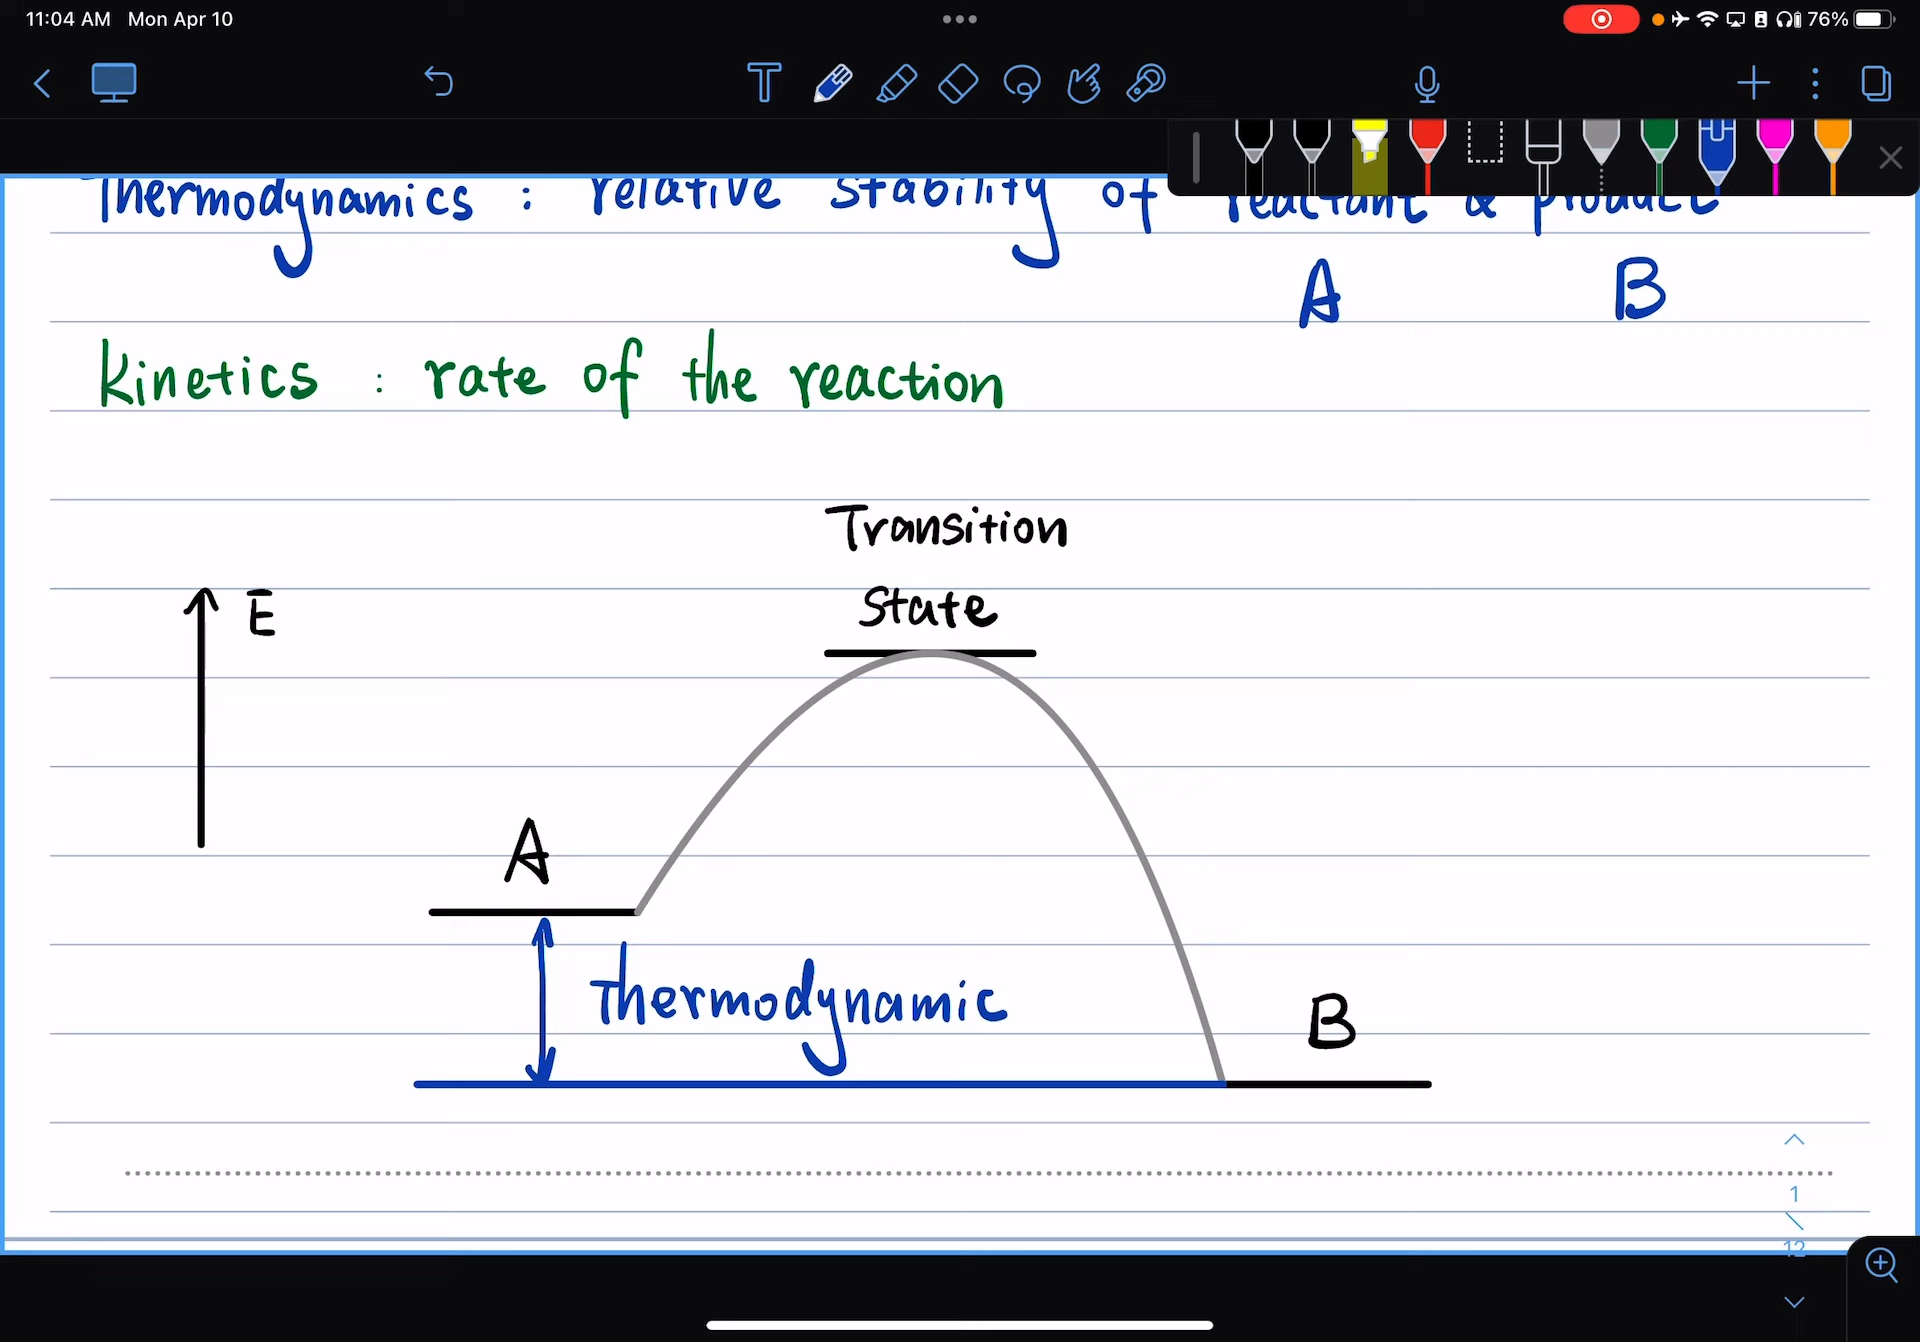 11:04 AM Mon Apr 10
76%
T
Thermodynamics : relative stability of reactant & product
A B
Kinetics : rate of the reaction
Transition
State
E
A
Thermodynamic
B
1
12